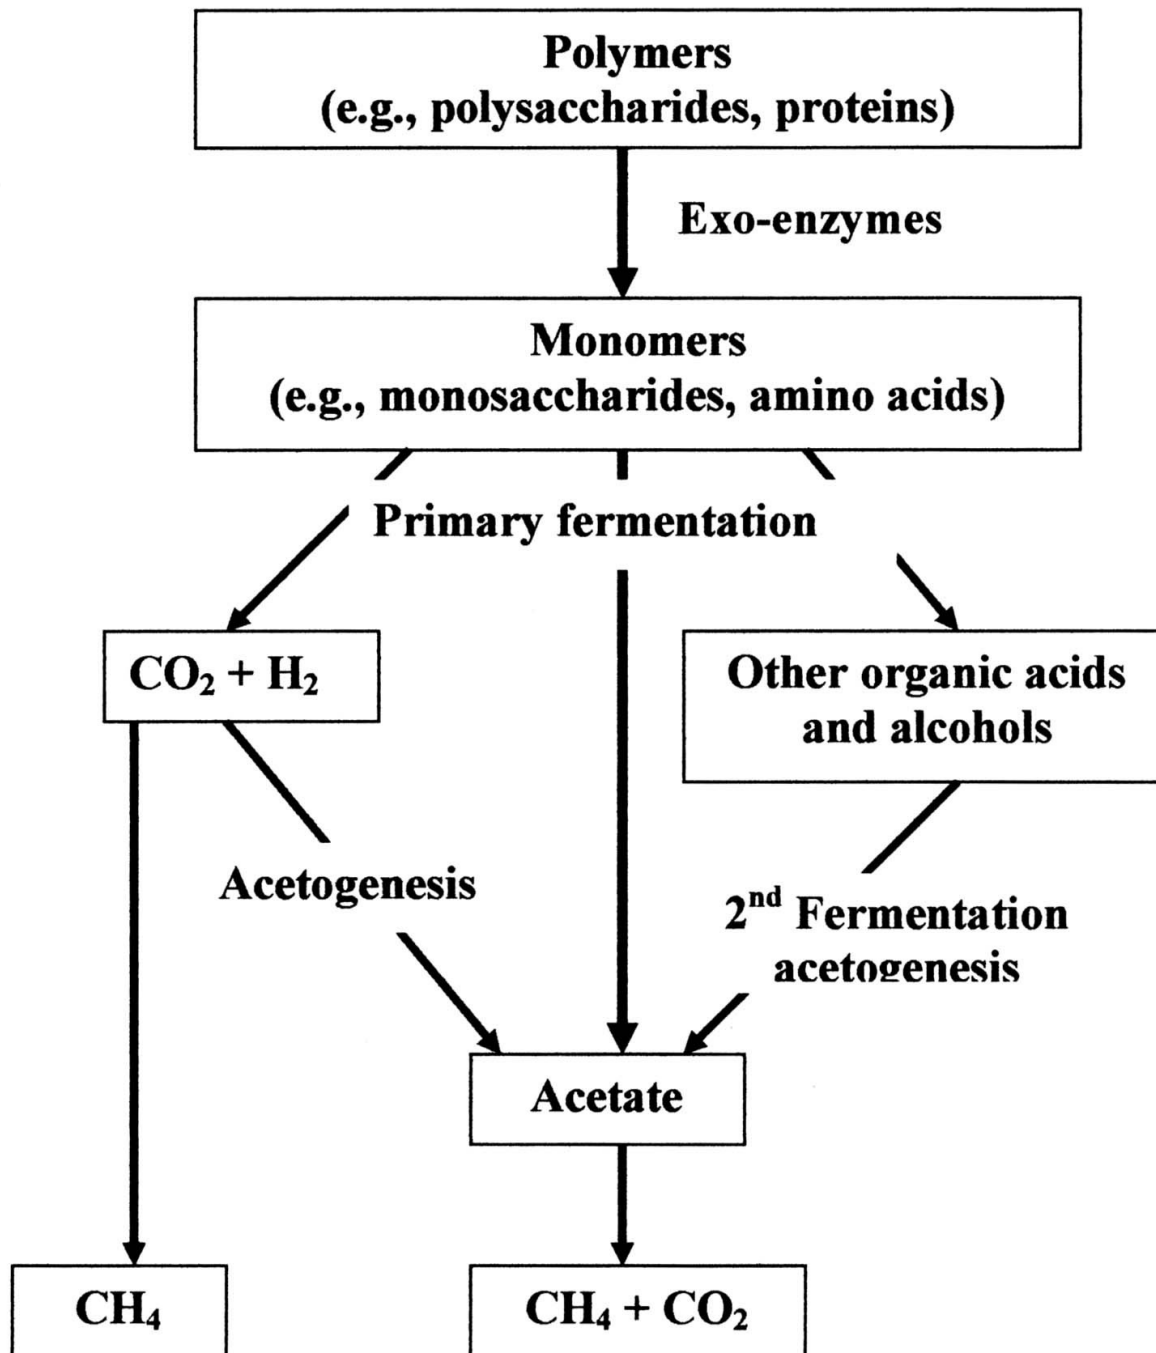 Polymers
(e.g., polysaccharides, proteins)
Exo-enzymes
Monomers
(e.g., monosaccharides, amino acids)
Primary fermentation
CO₂ + H₂
Other organic acids
and alcohols
Acetogenesis
2ⁿᵈ Fermentation
acetogenesis
Acetate
CH₄
CH₄ + CO₂